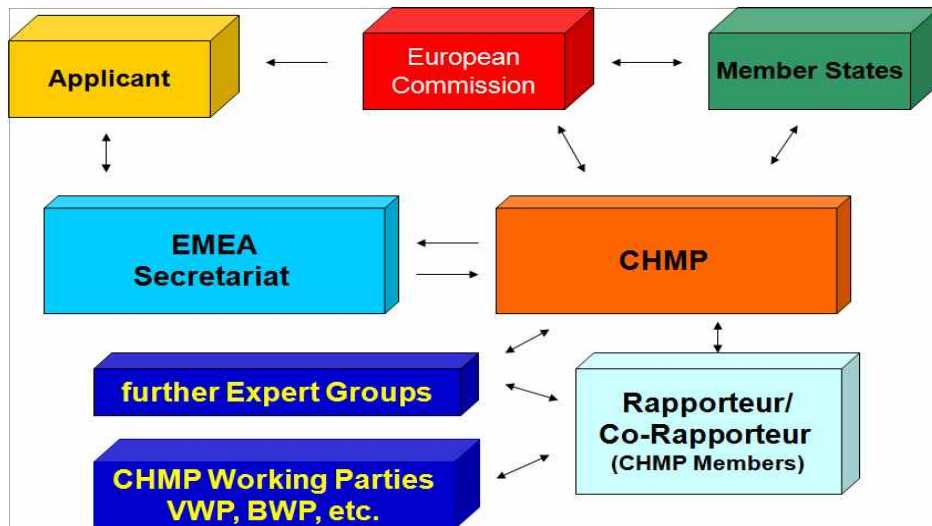 Applicant
European
Commission
Member States
EMEA
Secretariat
CHMP
further Expert Groups
Rapporteur/
Co-Rapporteur
(CHMP Members)
CHMP Working Parties
VWP, BWP, etc.